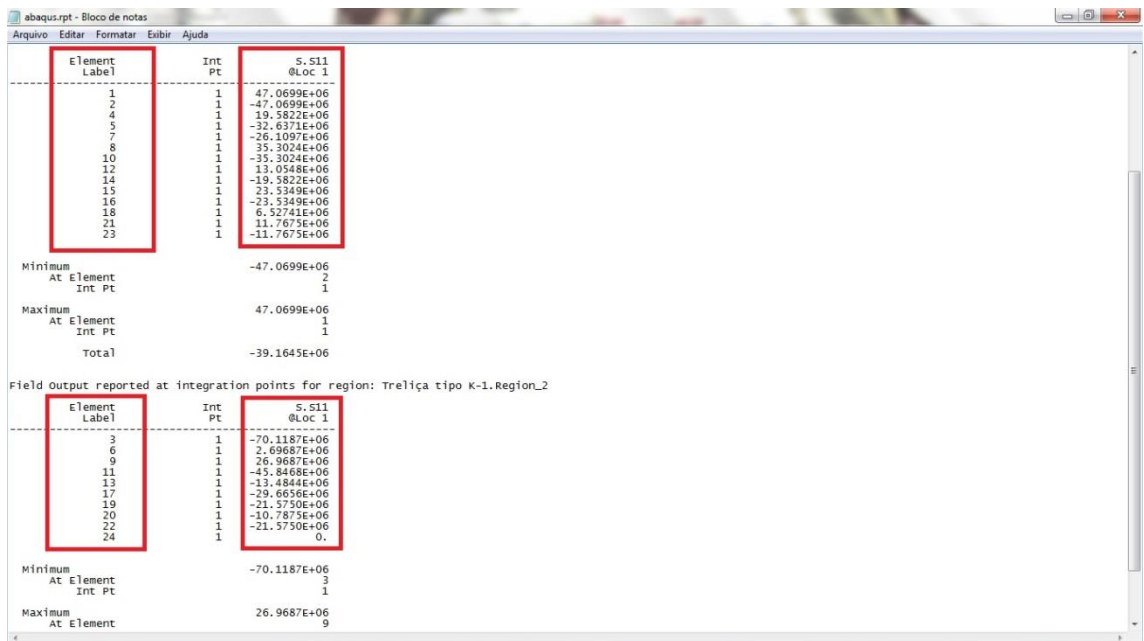 abaqus.rpt - Bloco de notas
Arquivo Editar Formatar Exibir Ajuda
Element Int S.S11
Label Pt @Loc 1
-----------------------------------------------------------------
1 1 47.0699E+06
2 1 -47.0699E+06
4 1 19.5822E+06
5 1 -32.6371E+06
7 1 -26.1097E+06
8 1 35.3024E+06
10 1 -35.3024E+06
12 1 13.0548E+06
14 1 -19.5822E+06
15 1 23.5349E+06
16 1 -23.5349E+06
18 1 6.52741E+06
21 1 11.7675E+06
23 1 -11.7675E+06
Minimum -47.0699E+06
At Element 2
Int Pt 1
Maximum 47.0699E+06
At Element 1
Int Pt 1
Total -39.1645E+06
Field Output reported at integration points for region: Treliça tipo K-1.Region_2
Element Int S.S11
Label Pt @Loc 1
-----------------------------------------------------------------
3 1 -70.1187E+06
6 1 2.69687E+06
9 1 26.9687E+06
11 1 -45.8468E+06
13 1 -13.4844E+06
17 1 -29.6656E+06
19 1 -21.5750E+06
20 1 -10.7875E+06
22 1 -21.5750E+06
24 1 0.
Minimum -70.1187E+06
At Element 3
Int Pt 1
Maximum 26.9687E+06
At Element 9